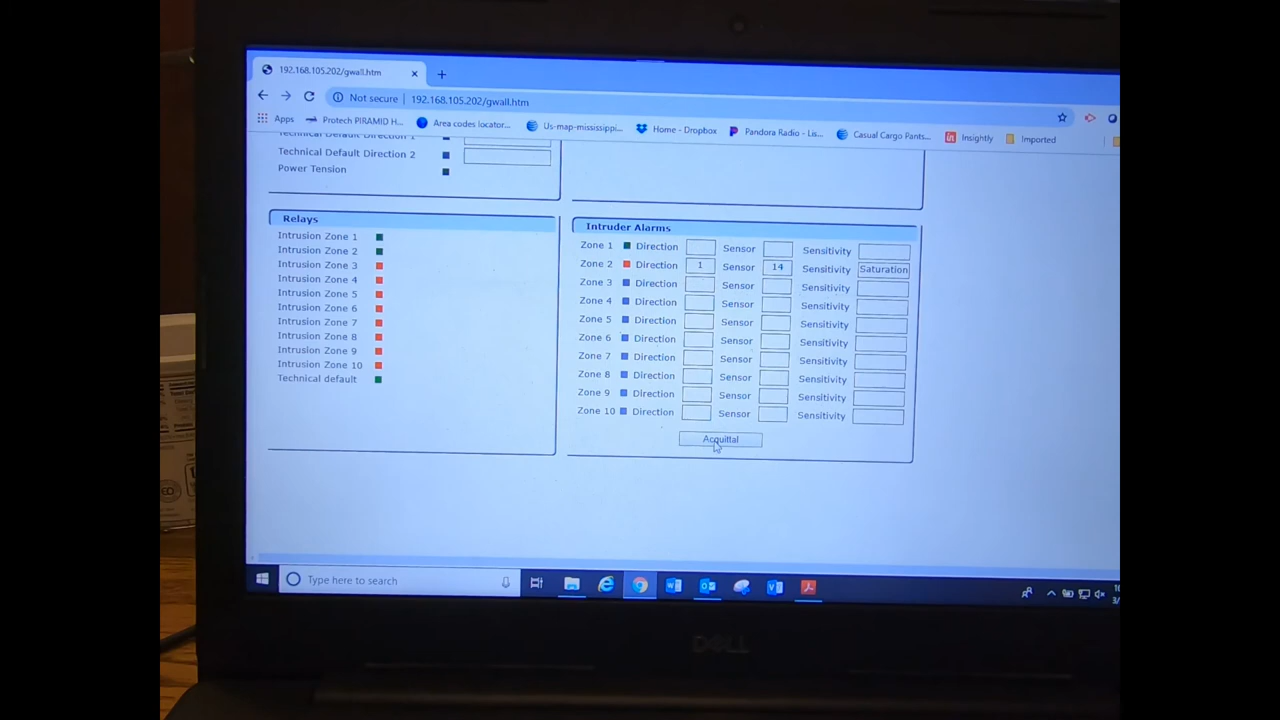 192.168.105.202/gwall.htm
Not secure | 192.168.105.202/gwall.htm
Apps Protech PIRAMID H... Area codes locator... Us-map-mississippi... Home - Dropbox Pandora Radio - Lis... Casual Cargo Pants... Insightly Imported
Technical Default Direction 1
Technical Default Direction 2
Power Tension
Relays
Intrusion Zone 1
Intrusion Zone 2
Intrusion Zone 3
Intrusion Zone 4
Intrusion Zone 5
Intrusion Zone 6
Intrusion Zone 7
Intrusion Zone 8
Intrusion Zone 9
Intrusion Zone 10
Technical default
Intruder Alarms
Zone 1 Direction Sensor Sensitivity
Zone 2 Direction 1 Sensor 14 Sensitivity Saturation
Zone 3 Direction Sensor Sensitivity
Zone 4 Direction Sensor Sensitivity
Zone 5 Direction Sensor Sensitivity
Zone 6 Direction Sensor Sensitivity
Zone 7 Direction Sensor Sensitivity
Zone 8 Direction Sensor Sensitivity
Zone 9 Direction Sensor Sensitivity
Zone 10 Direction Sensor Sensitivity
Acquittal
Type here to search
DELL